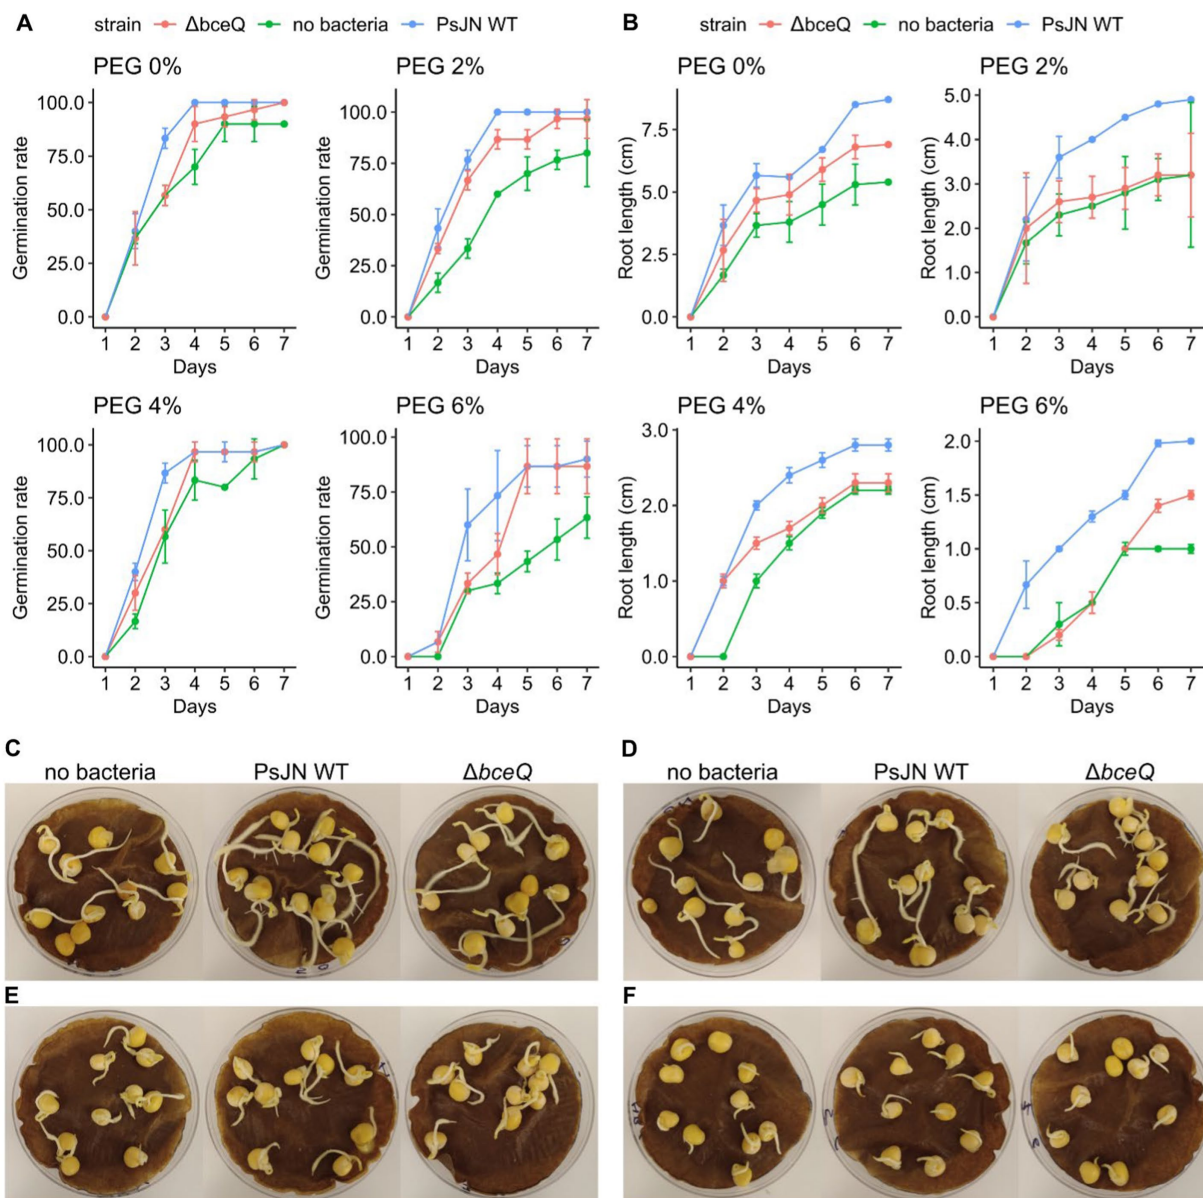 A strain ΔbceQ no bacteria PsJN WT
B strain ΔbceQ no bacteria PsJN WT
PEG 0%
Germination rate
100.0
75.0
50.0
25.0
0.0
1 2 3 4 5 6 7
Days
PEG 2%
Germination rate
100.0
75.0
50.0
25.0
0.0
1 2 3 4 5 6 7
Days
PEG 0%
Root length (cm)
7.5
5.0
2.5
0.0
1 2 3 4 5 6 7
Days
PEG 2%
Root length (cm)
5.0
4.0
3.0
2.0
1.0
0.0
1 2 3 4 5 6 7
Days
PEG 4%
Germination rate
100.0
75.0
50.0
25.0
0.0
1 2 3 4 5 6 7
Days
PEG 6%
Germination rate
100.0
75.0
50.0
25.0
0.0
1 2 3 4 5 6 7
Days
PEG 4%
Root length (cm)
3.0
2.0
1.0
0.0
1 2 3 4 5 6 7
Days
PEG 6%
Root length (cm)
2.0
1.5
1.0
0.5
0.0
1 2 3 4 5 6 7
Days
C
no bacteria PsJN WT ΔbceQ
D
no bacteria PsJN WT ΔbceQ
E
F